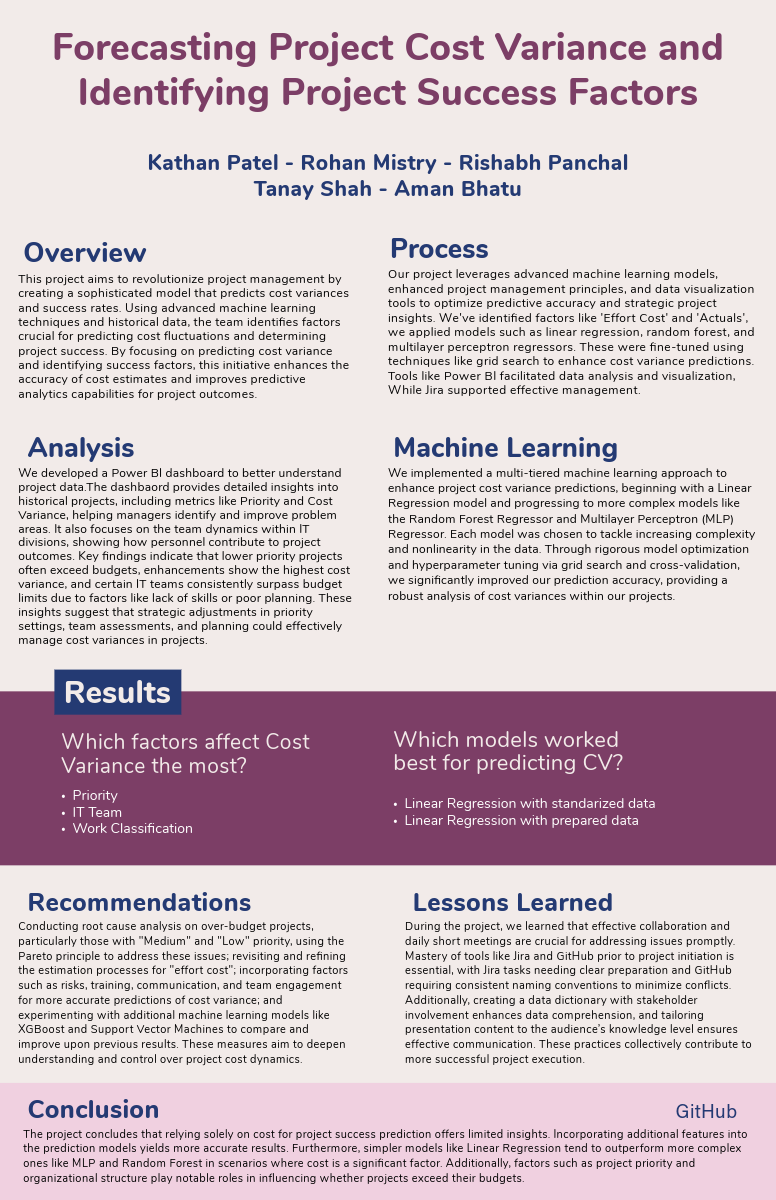 Forecasting Project Cost Variance and
Identifying Project Success Factors
Kathan Patel - Rohan Mistry - Rishabh Panchal
Tanay Shah - Aman Bhatu
Overview
This project aims to revolutionize project management by
creating a sophisticated model that predicts cost variances
and success rates. Using advanced machine learning
techniques and historical data, the team identifies factors
crucial for predicting cost fluctuations and determining
project success. By focusing on predicting cost variance
and identifying success factors, this initiative enhances the
accuracy of cost estimates and improves predictive
analytics capabilities for project outcomes.
Process
Our project leverages advanced machine learning models,
enhanced project management principles, and data visualization
tools to optimize predictive accuracy and strategic project
insights. We've identified factors like 'Effort Cost' and 'Actuals',
we applied models such as linear regression, random forest, and
multilayer perceptron regressors. These were fine-tuned using
techniques like grid search to enhance cost variance predictions.
Tools like Power BI facilitated data analysis and visualization,
While Jira supported effective management.
Analysis
We developed a Power BI dashboard to better understand
project data.The dashbaord provides detailed insights into
historical projects, including metrics like Priority and Cost
Variance, helping managers identify and improve problem
areas. It also focuses on the team dynamics within IT
divisions, showing how personnel contribute to project
outcomes. Key findings indicate that lower priority projects
often exceed budgets, enhancements show the highest cost
variance, and certain IT teams consistently surpass budget
limits due to factors like lack of skills or poor planning. These
insights suggest that strategic adjustments in priority
settings, team assessments, and planning could effectively
manage cost variances in projects.
Machine Learning
We implemented a multi-tiered machine learning approach to
enhance project cost variance predictions, beginning with a Linear
Regression model and progressing to more complex models like
the Random Forest Regressor and Multilayer Perceptron (MLP)
Regressor. Each model was chosen to tackle increasing complexity
and nonlinearity in the data. Through rigorous model optimization
and hyperparameter tuning via grid search and cross-validation,
we significantly improved our prediction accuracy, providing a
robust analysis of cost variances within our projects.
Results
Which factors affect Cost
Variance the most?
• Priority
• IT Team
• Work Classification
Which models worked
best for predicting CV?
• Linear Regression with standarized data
• Linear Regression with prepared data
Recommendations
Conducting root cause analysis on over-budget projects,
particularly those with "Medium" and "Low" priority, using the
Pareto principle to address these issues; revisiting and refining
the estimation processes for "effort cost"; incorporating factors
such as risks, training, communication, and team engagement
for more accurate predictions of cost variance; and
experimenting with additional machine learning models like
XGBoost and Support Vector Machines to compare and
improve upon previous results. These measures aim to deepen
understanding and control over project cost dynamics.
Lessons Learned
During the project, we learned that effective collaboration and
daily short meetings are crucial for addressing issues promptly.
Mastery of tools like Jira and GitHub prior to project initiation is
essential, with Jira tasks needing clear preparation and GitHub
requiring consistent naming conventions to minimize conflicts.
Additionally, creating a data dictionary with stakeholder
involvement enhances data comprehension, and tailoring
presentation content to the audience's knowledge level ensures
effective communication. These practices collectively contribute to
more successful project execution.
Conclusion
GitHub
The project concludes that relying solely on cost for project success prediction offers limited insights. Incorporating additional features into
the prediction models yields more accurate results. Furthermore, simpler models like Linear Regression tend to outperform more complex
ones like MLP and Random Forest in scenarios where cost is a significant factor. Additionally, factors such as project priority and
organizational structure play notable roles in influencing whether projects exceed their budgets.